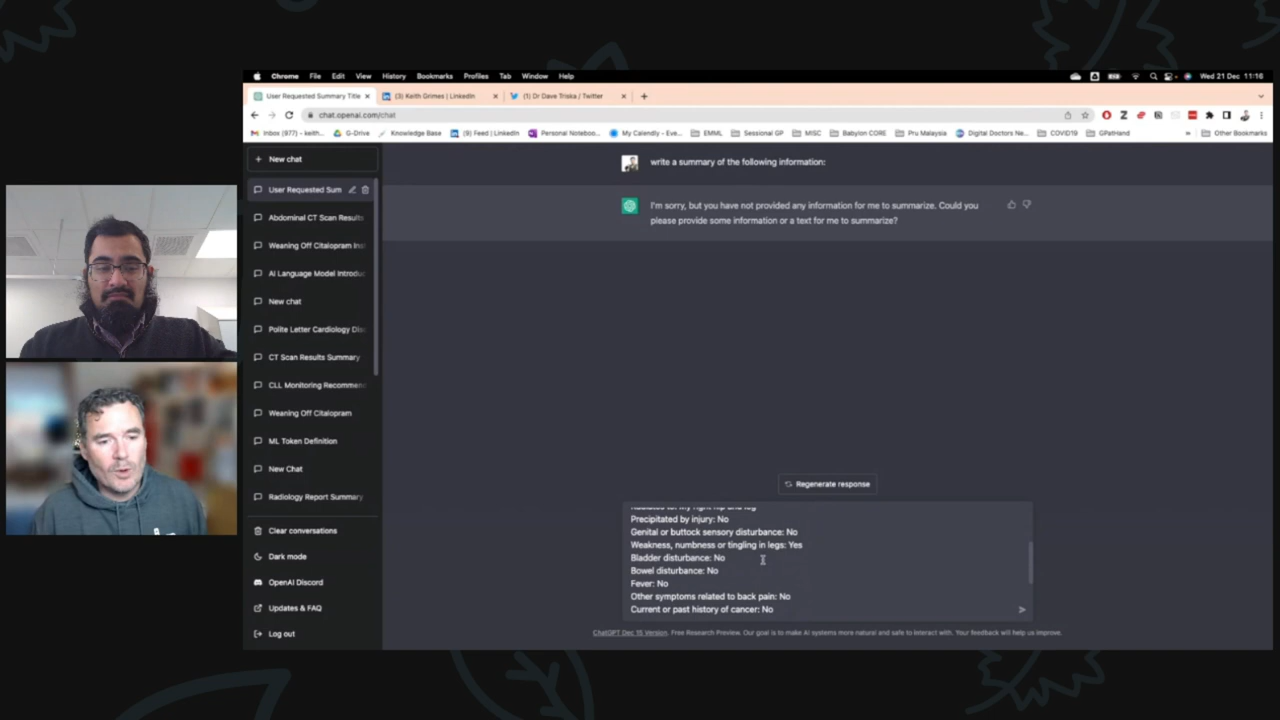 Chrome File Edit View History Bookmarks Profiles Tab Window Help Wed 21 Dec 11:16
User Requested Summary Title (3) Keith Grimes | LinkedIn (1) Dr Dave Triska / Twitter
chat.openai.com/chat
Inbox (977) - keith... G-Drive Knowledge Base (9) Feed | LinkedIn Personal Noteboo... My Calendly - Eve... EMML Sessional GP MISC Babylon CORE Pru Malaysia Digital Doctors Ne... COVID19 GPatHand » Other Bookmarks
New chat
User Requested Sum
Abdominal CT Scan Results
Weaning Off Citalopram Ins
AI Language Model Introduc
New chat
Polite Letter Cardiology Dis
CT Scan Results Summary
CLL Monitoring Recommen
Weaning Off Citalopram
ML Token Definition
New Chat
Radiology Report Summary
Clear conversations
Dark mode
OpenAI Discord
Updates & FAQ
Log out
write a summary of the following information:
I'm sorry, but you have not provided any information for me to summarize. Could you
please provide some information or a text for me to summarize?
Regenerate response
Precipitated by injury: No
Genital or buttock sensory disturbance: No
Weakness, numbness or tingling in legs: Yes
Bladder disturbance: No
Bowel disturbance: No
Fever: No
Other symptoms related to back pain: No
Current or past history of cancer: No
ChatGPT Dec 15 Version. Free Research Preview. Our goal is to make AI systems more natural and safe to interact with. Your feedback will help us improve.